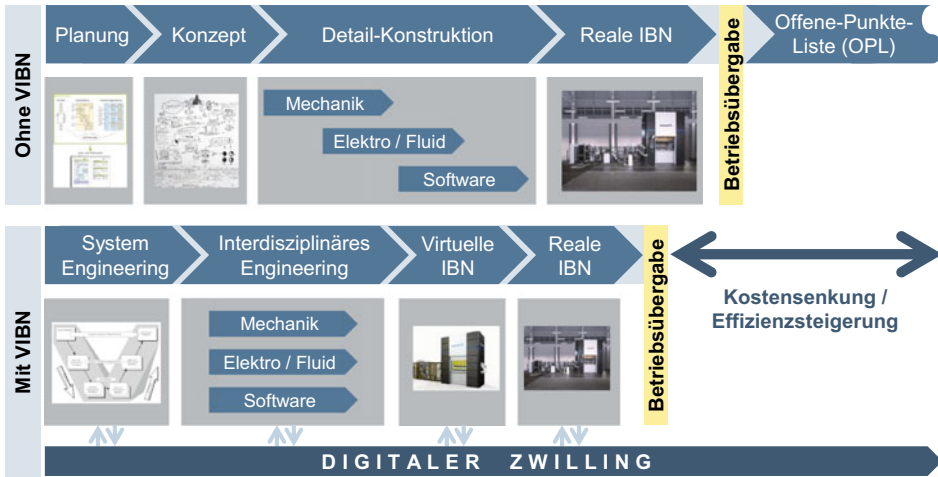 Ohne VIBN
Planung
Konzept
Detail-Konstruktion
Reale IBN
Betriebsübergabe
Offene-Punkte-
Liste (OPL)
Mechanik
Elektro / Fluid
Software
Mit VIBN
System
Engineering
Interdisziplinäres
Engineering
Virtuelle
IBN
Reale
IBN
Betriebsübergabe
Kostensenkung /
Effizienzsteigerung
Mechanik
Elektro / Fluid
Software
DIGITALER ZWILLING